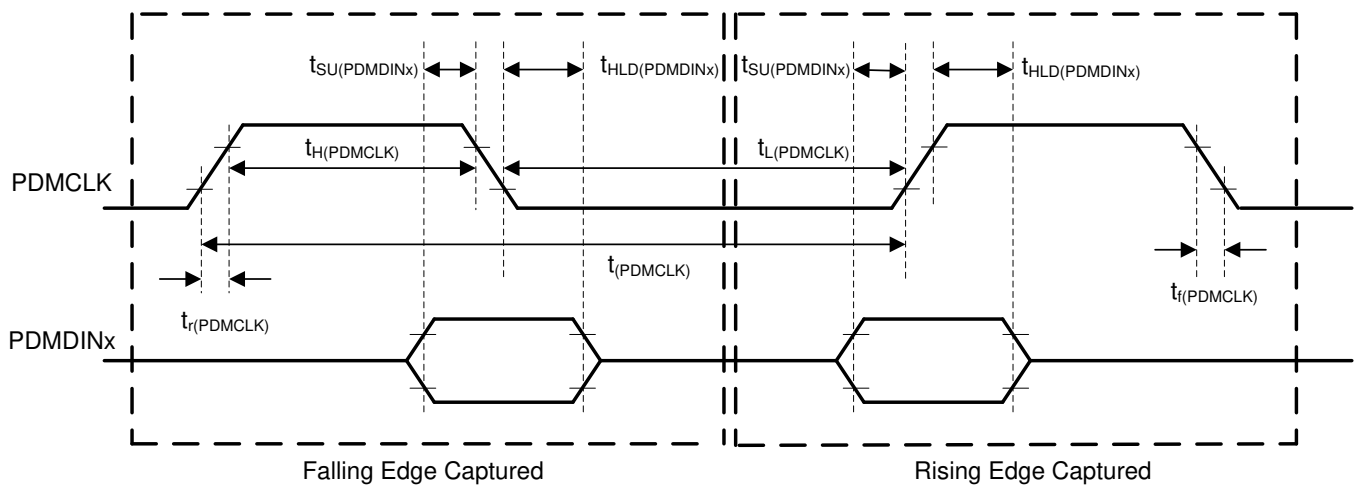 tSU(PDMDINx)
tHLD(PDMDINx)
tSU(PDMDINx)
tHLD(PDMDINx)
tH(PDMCLK)
tL(PDMCLK)
PDMCLK
t(PDMCLK)
tr(PDMCLK)
tf(PDMCLK)
PDMDINx
Falling Edge Captured
Rising Edge Captured